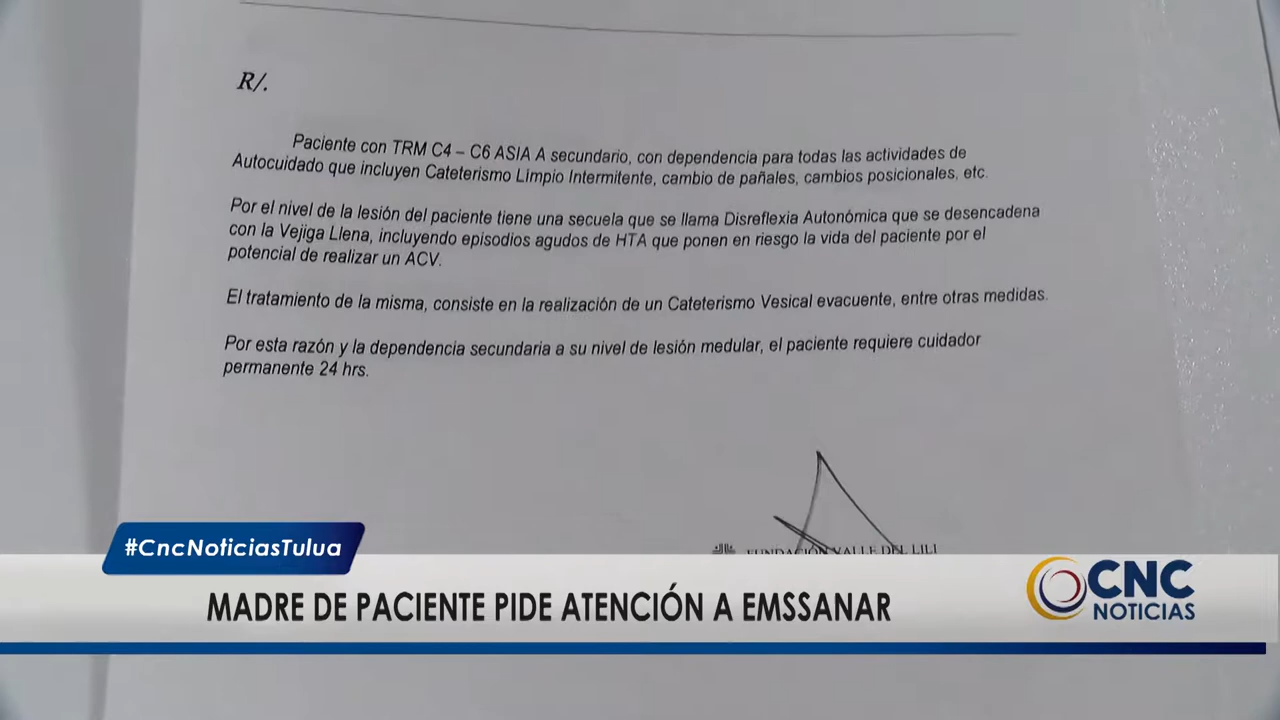 R/.
Paciente con TRM C4 – C6 ASIA A secundario, con dependencia para todas las actividades de
Autocuidado que incluyen Cateterismo Limpio Intermitente, cambio de pañales, cambios posicionales, etc.
Por el nivel de la lesión del paciente tiene una secuela que se llama Disreflexia Autonómica que se desencadena
con la Vejiga Llena, incluyendo episodios agudos de HTA que ponen en riesgo la vida del paciente por el
potencial de realizar un ACV.
El tratamiento de la misma, consiste en la realización de un Cateterismo Vesical evacuente, entre otras medidas.
Por esta razón y la dependencia secundaria a su nivel de lesión medular, el paciente requiere cuidador
permanente 24 hrs.
FUNDACIÓN VALLE DEL LILI
#CncNoticiasTulua
MADRE DE PACIENTE PIDE ATENCIÓN A EMSSANAR
CNC
NOTICIAS